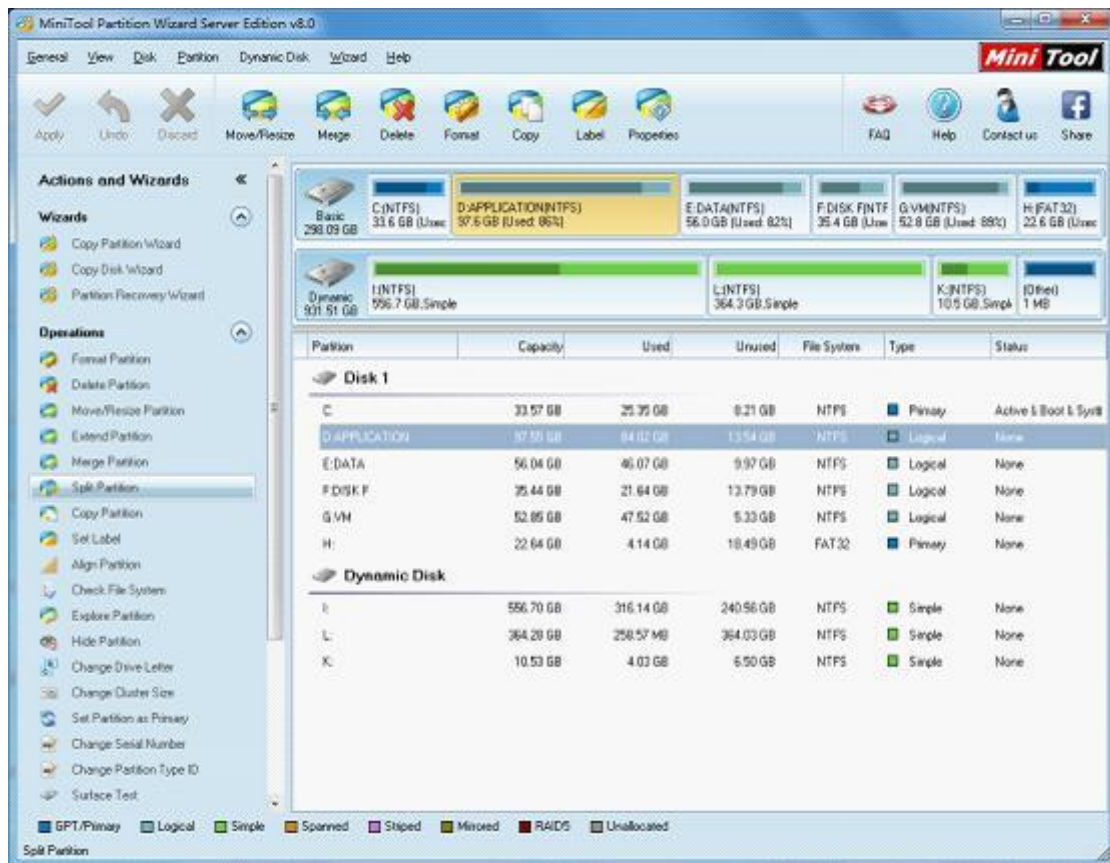 MiniTool Partition Wizard Server Edition v8.0
General View Disk Partition Dynamic Disk Wizard Help
Mini Tool
Apply Undo Discard Move/Resize Merge Delete Format Copy Label Properties FAQ Help Contact us Share
Actions and Wizards
Wizards
Copy Partition Wizard
Copy Disk Wizard
Partition Recovery Wizard
Operations
Format Partition
Delete Partition
Move/Resize Partition
Extend Partition
Merge Partition
Split Partition
Copy Partition
Set Label
Align Partition
Check File System
Explore Partition
Hide Partition
Change Drive Letter
Change Cluster Size
Set Partition as Primary
Change Serial Number
Change Partition Type ID
Surface Test
Basic
298.09 GB
C:(NTFS)
33.6 GB (Used
D:APPLICATION(NTFS)
97.6 GB (Used: 86%)
E:DATA(NTFS)
56.0 GB (Used: 82%)
F:DISK F(NTF
35.4 GB (Used
G:VM(NTFS)
52.8 GB (Used: 89%)
H:(FAT32)
22.6 GB (Used
Dynamic
931.51 GB
I:(NTFS)
556.7 GB,Simple
L:(NTFS)
364.3 GB,Simple
K:(NTFS)
10.5 GB,Simple
(Other)
1 MB
Partition Capacity Used Unused File System Type Status
Disk 1
C: 33.57 GB 25.35 GB 8.21 GB NTFS Primary Active & Boot & Syst
D:APPLICATION 97.55 GB 84.02 GB 13.54 GB NTFS Logical None
E:DATA 56.04 GB 46.07 GB 9.97 GB NTFS Logical None
F:DISK F 35.44 GB 21.64 GB 13.79 GB NTFS Logical None
G:VM 52.85 GB 47.52 GB 5.33 GB NTFS Logical None
H: 22.64 GB 4.14 GB 18.49 GB FAT32 Primary None
Dynamic Disk
I: 556.70 GB 316.14 GB 240.56 GB NTFS Simple None
L: 364.28 GB 258.57 MB 364.03 GB NTFS Simple None
K: 10.53 GB 4.03 GB 6.50 GB NTFS Simple None
GPT/Primary Logical Simple Spanned Striped Mirrored RAID5 Unallocated
Split Partition